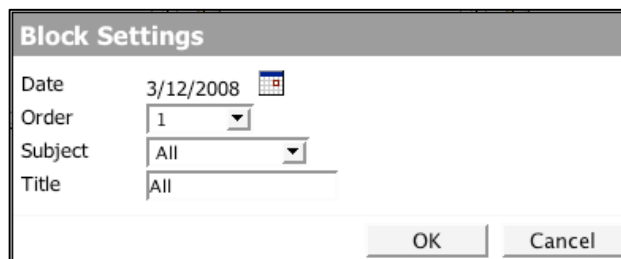 Block Settings
Date 3/12/2008
Order 1
Subject All
Title All
OK Cancel